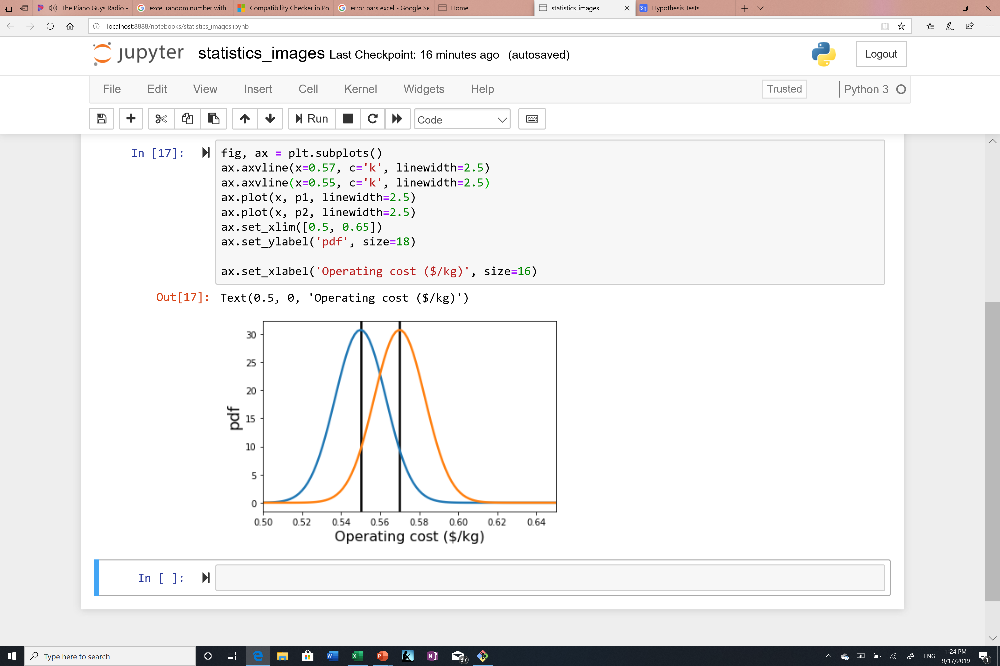 The Piano Guys Radio -
excel random number with
Compatibility Checker in Po
error bars excel - Google Se
Home
statistics_images
ST Hypothesis Tests
localhost:8888/notebooks/statistics_images.ipynb
jupyter statistics_images Last Checkpoint: 16 minutes ago (autosaved)
Logout
File Edit View Insert Cell Kernel Widgets Help
Trusted
Python 3
Run
Code
In [17]:
fig, ax = plt.subplots()
ax.axvline(x=0.57, c='k', linewidth=2.5)
ax.axvline(x=0.55, c='k', linewidth=2.5)
ax.plot(x, p1, linewidth=2.5)
ax.plot(x, p2, linewidth=2.5)
ax.set_xlim([0.5, 0.65])
ax.set_ylabel('pdf', size=18)
ax.set_xlabel('Operating cost ($/kg)', size=16)
Out[17]: Text(0.5, 0, 'Operating cost ($/kg)')
30
25
20
15
10
5
0
pdf
0.50 0.52 0.54 0.56 0.58 0.60 0.62 0.64
Operating cost ($/kg)
In [ ]:
Type here to search
37
ENG
1:24 PM
9/17/2019
1